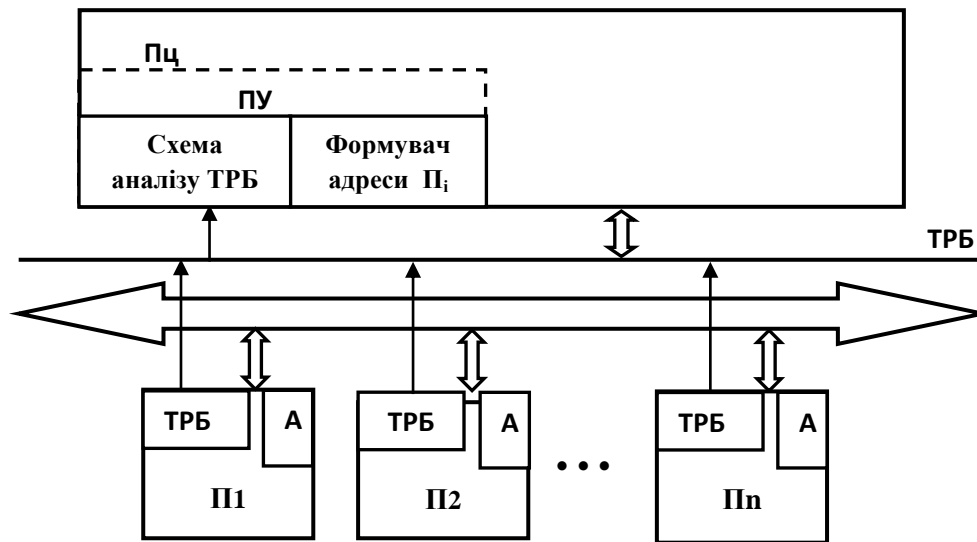 Пц
ПУ
Схема
аналізу ТРБ
Формувач
адреси Пi
ТРБ
ТРБ А
ТРБ А
ТРБ А
П1
П2
• • •
Пn